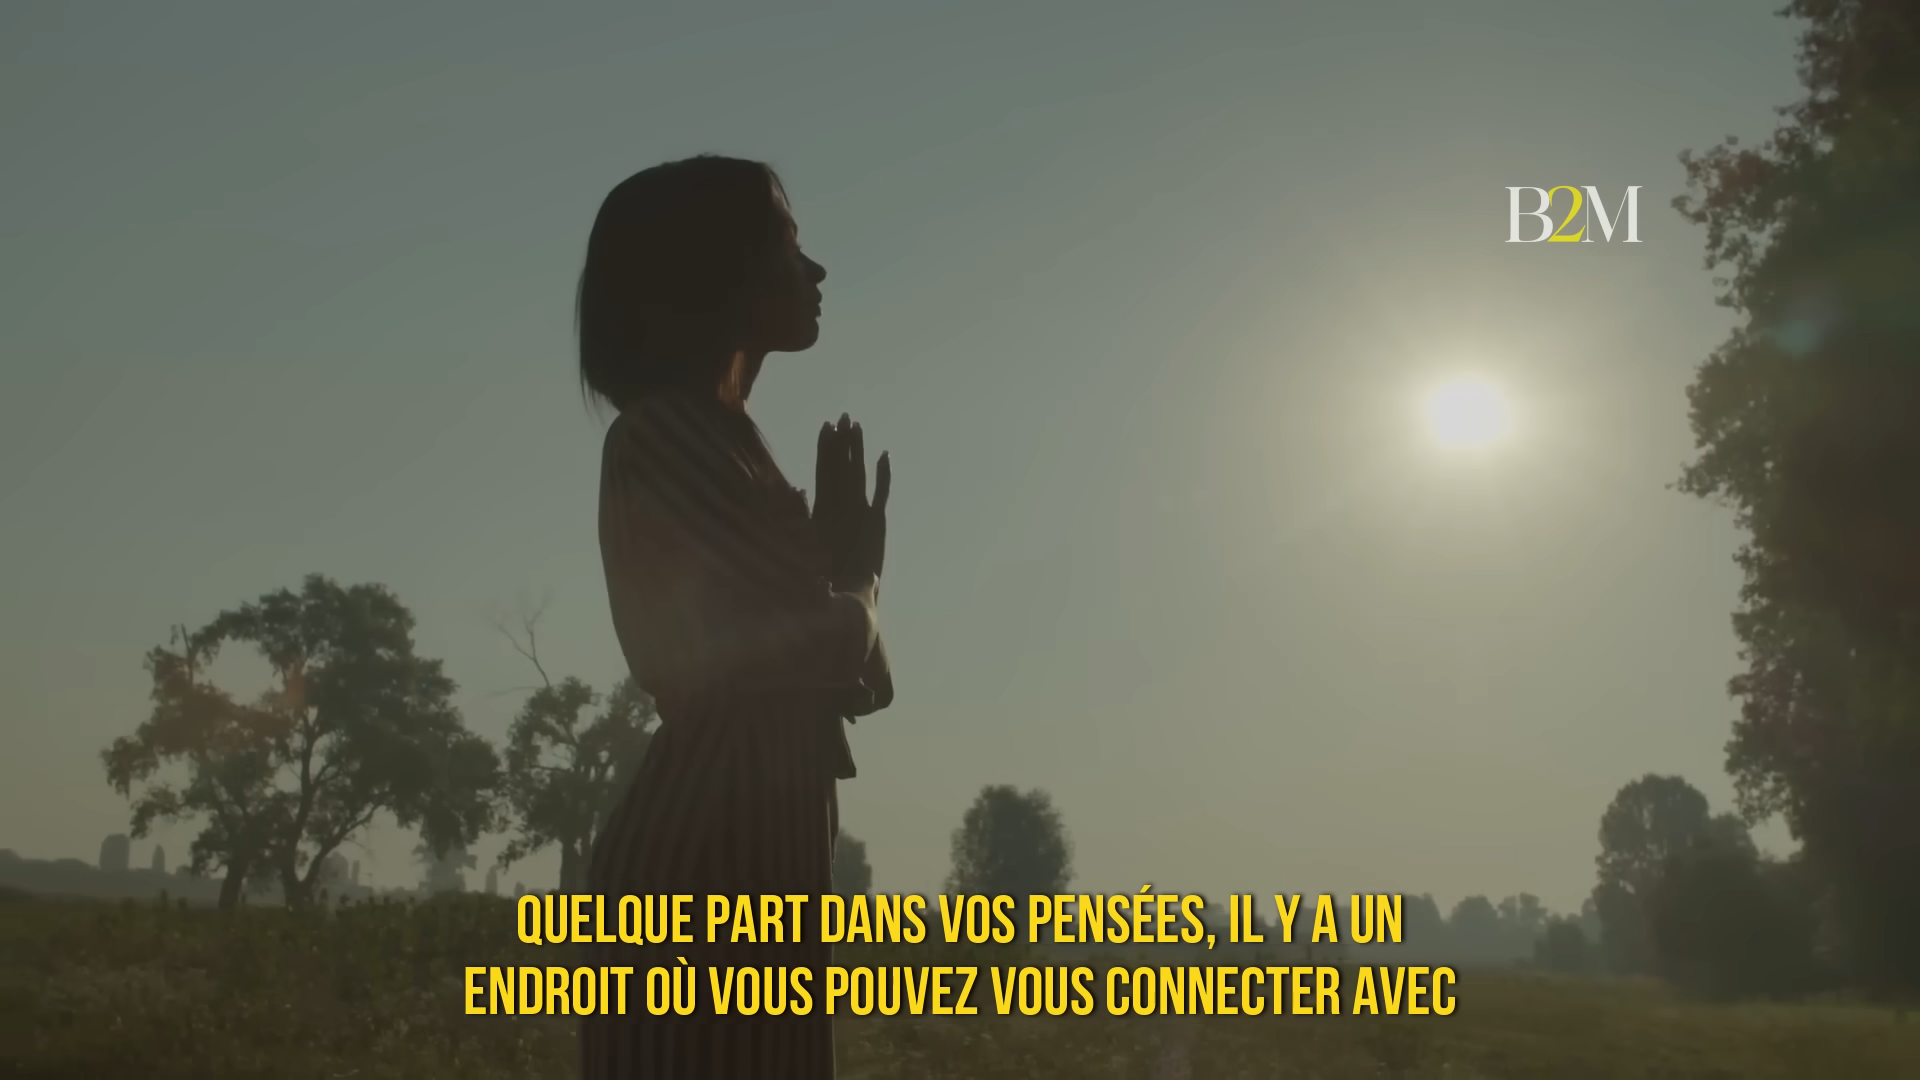 B2M
QUELQUE PART DANS VOS PENSÉES, IL Y A UN
ENDROIT OÙ VOUS POUVEZ VOUS CONNECTER AVEC